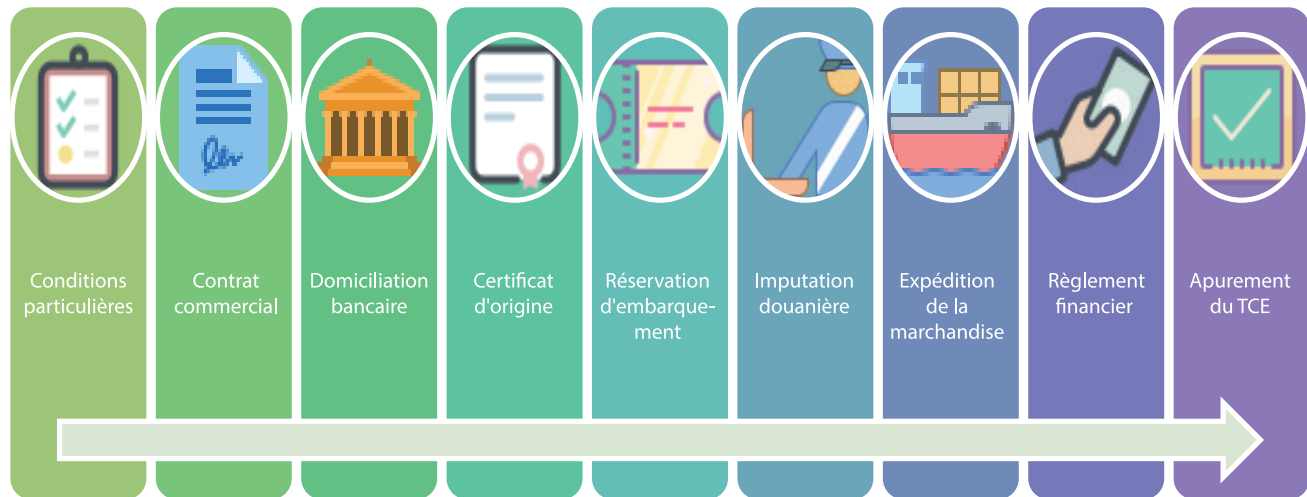 Conditions
particulières
Contrat
commercial
Domiciliation
bancaire
Certificat
d'origine
Réservation
d'embarque-
ment
Imputation
douanière
Expédition
de la
marchandise
Règlement
financier
Apurement
du TCE